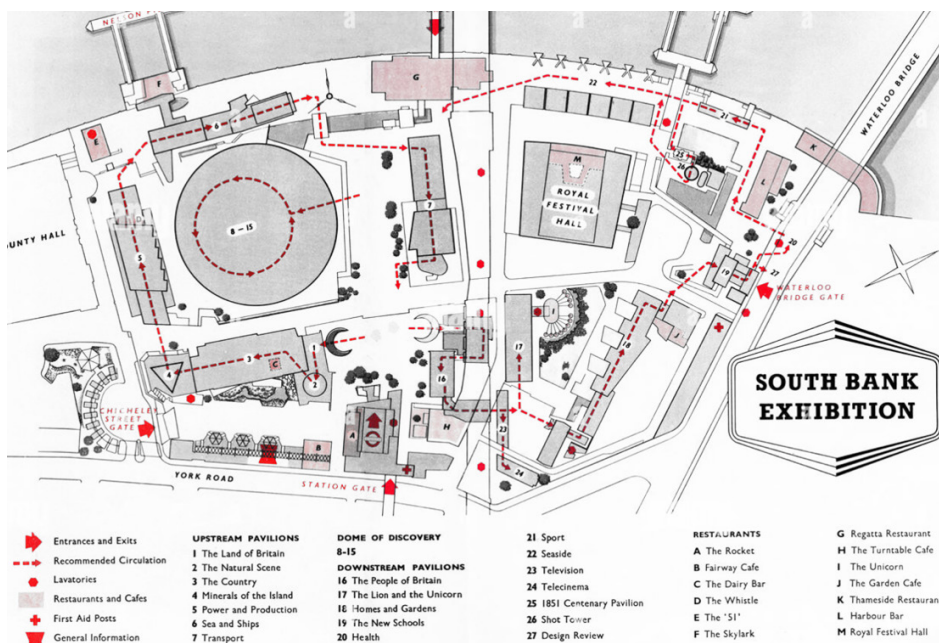 NELSON
F
G
22
WATERLOO BRIDGE
21
K
E
6
25
26
M
ROYAL
FESTIVAL
HALL
L
7
8-15
COUNTY HALL
5
20
19
27
WATERLOO
BRIDGE GATE
I
1
3
C
17
18
J
4
2
16
SOUTH BANK
EXHIBITION
CHICHELEY
STREET
GATE
A
H
23
B
24
YORK ROAD
STATION GATE
Entrances and Exits
Recommended Circulation
Lavatories
Restaurants and Cafes
First Aid Posts
General Information
UPSTREAM PAVILIONS
1 The Land of Britain
2 The Natural Scene
3 The Country
4 Minerals of the Island
5 Power and Production
6 Sea and Ships
7 Transport
DOME OF DISCOVERY
8-15
DOWNSTREAM PAVILIONS
16 The People of Britain
17 The Lion and the Unicorn
18 Homes and Gardens
19 The New Schools
20 Health
21 Sport
22 Seaside
23 Television
24 Telecinema
25 1851 Centenary Pavilion
26 Shot Tower
27 Design Review
RESTAURANTS
A The Rocket
B Fairway Cafe
C The Dairy Bar
D The Whistle
E The '51'
F The Skylark
G Regatta Restaurant
H The Turntable Cafe
I The Unicorn
J The Garden Cafe
K Thameside Restaurant
L Harbour Bar
M Royal Festival Hall